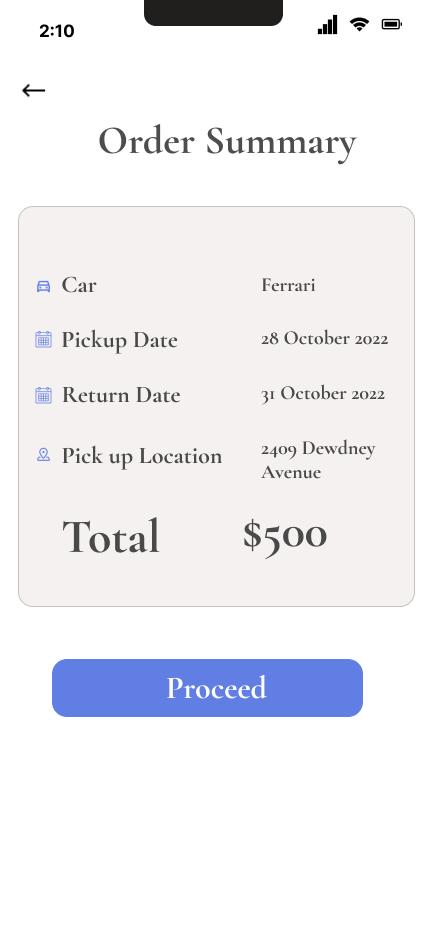 2:10
Order Summary
Car Ferrari
Pickup Date 28 October 2022
Return Date 31 October 2022
Pick up Location 2409 Dewdney
Avenue
Total $500
Proceed